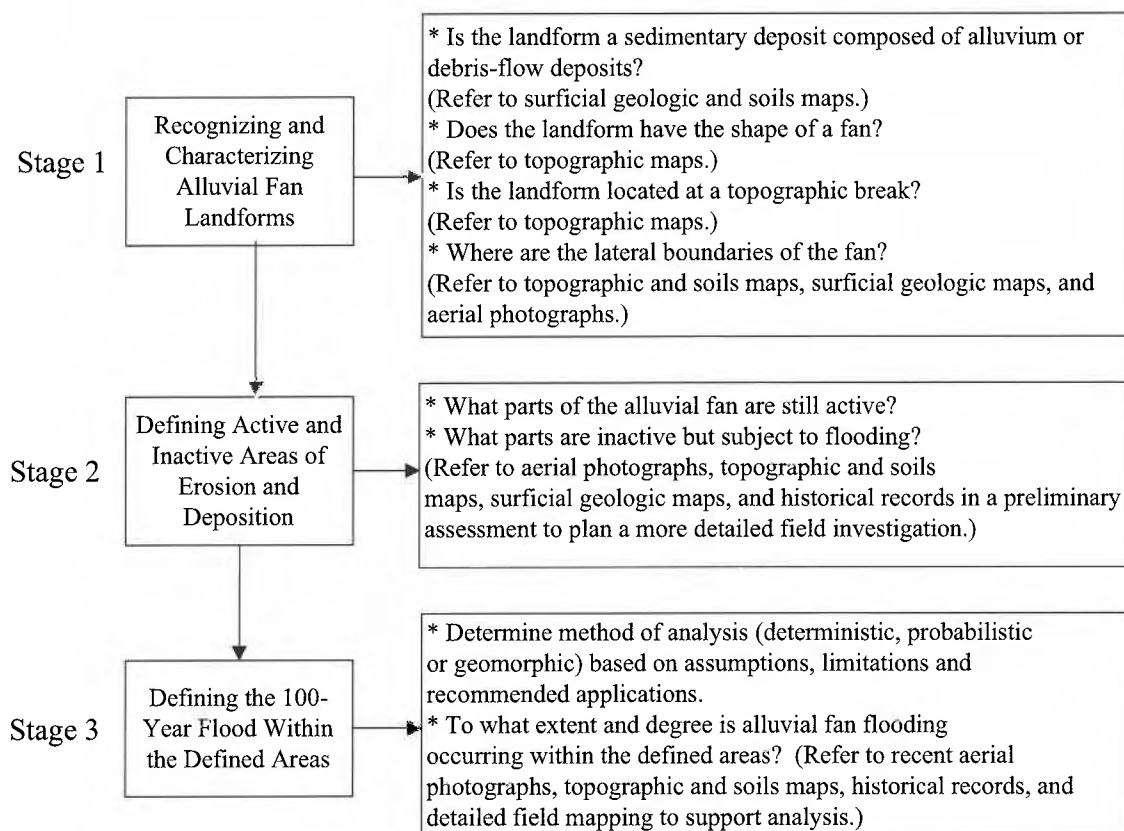 Stage 1
Recognizing and
Characterizing
Alluvial Fan
Landforms
* Is the landform a sedimentary deposit composed of alluvium or
debris-flow deposits?
(Refer to surficial geologic and soils maps.)
* Does the landform have the shape of a fan?
(Refer to topographic maps.)
* Is the landform located at a topographic break?
(Refer to topographic maps.)
* Where are the lateral boundaries of the fan?
(Refer to topographic and soils maps, surficial geologic maps, and
aerial photographs.)
Stage 2
Defining Active and
Inactive Areas of
Erosion and
Deposition
* What parts of the alluvial fan are still active?
* What parts are inactive but subject to flooding?
(Refer to aerial photographs, topographic and soils
maps, surficial geologic maps, and historical records in a preliminary
assessment to plan a more detailed field investigation.)
Stage 3
Defining the 100-
Year Flood Within
the Defined Areas
* Determine method of analysis (deterministic, probabilistic
or geomorphic) based on assumptions, limitations and
recommended applications.
* To what extent and degree is alluvial fan flooding
occurring within the defined areas? (Refer to recent aerial
photographs, topographic and soils maps, historical records, and
detailed field mapping to support analysis.)